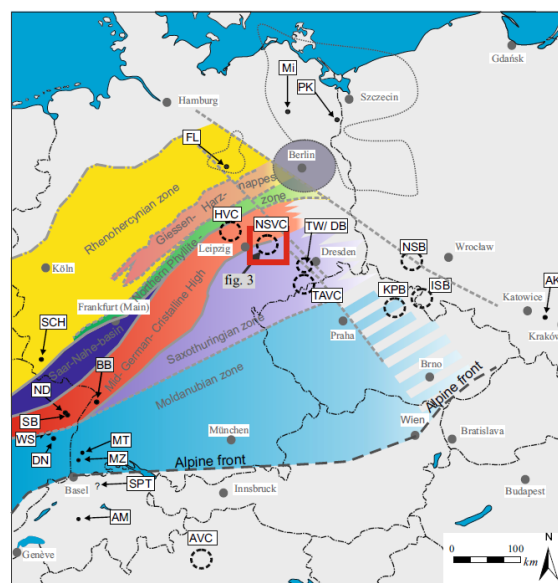 Gdańsk
Mi
PK
Szczecin
Hamburg
FL
Berlin
Rhenohercynian zone
Giessen- Harz-
nappes
Northern Phyllite
zone
HVC
NSVC
TW/ DB
Leipzig
Dresden
NSB
Wrocław
fig. 3
TAVC
KPB
ISB
AK
Katowice
Kraków
Köln
Frankfurt (Main)
Mid- German-Cristalline High
Saar-Nahe-basin
Saxothuringian zone
Moldanubian zone
Praha
Brno
SCH
ND
BB
SB
WS
DN
MT
MZ
München
Wien
Alpine front
Bratislava
Alpine front
Basel
?
SPT
Innsbruck
Budapest
AM
AVC
Genève
0
100
km
N